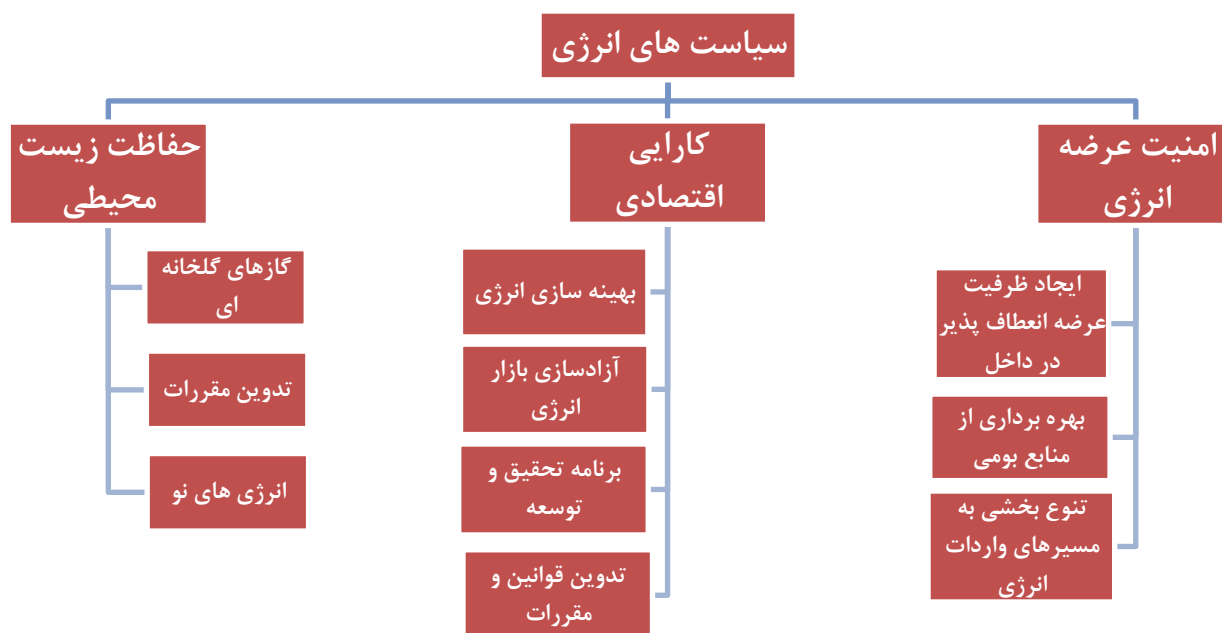 سیاست های انرژی
امنیت عرضه
انرژی
ایجاد ظرفیت
عرضه انعطاف پذیر
در داخل
بهره برداری از
منابع بومی
تنوع بخشی به
مسیرهای واردات
انرژی
کارایی
اقتصادی
بهینه سازی انرژی
آزادسازی بازار
انرژی
برنامه تحقیق و
توسعه
تدوین قوانین و
مقررات
حفاظت زیست
محیطی
گازهای گلخانه
ای
تدوین مقررات
انرژی های نو